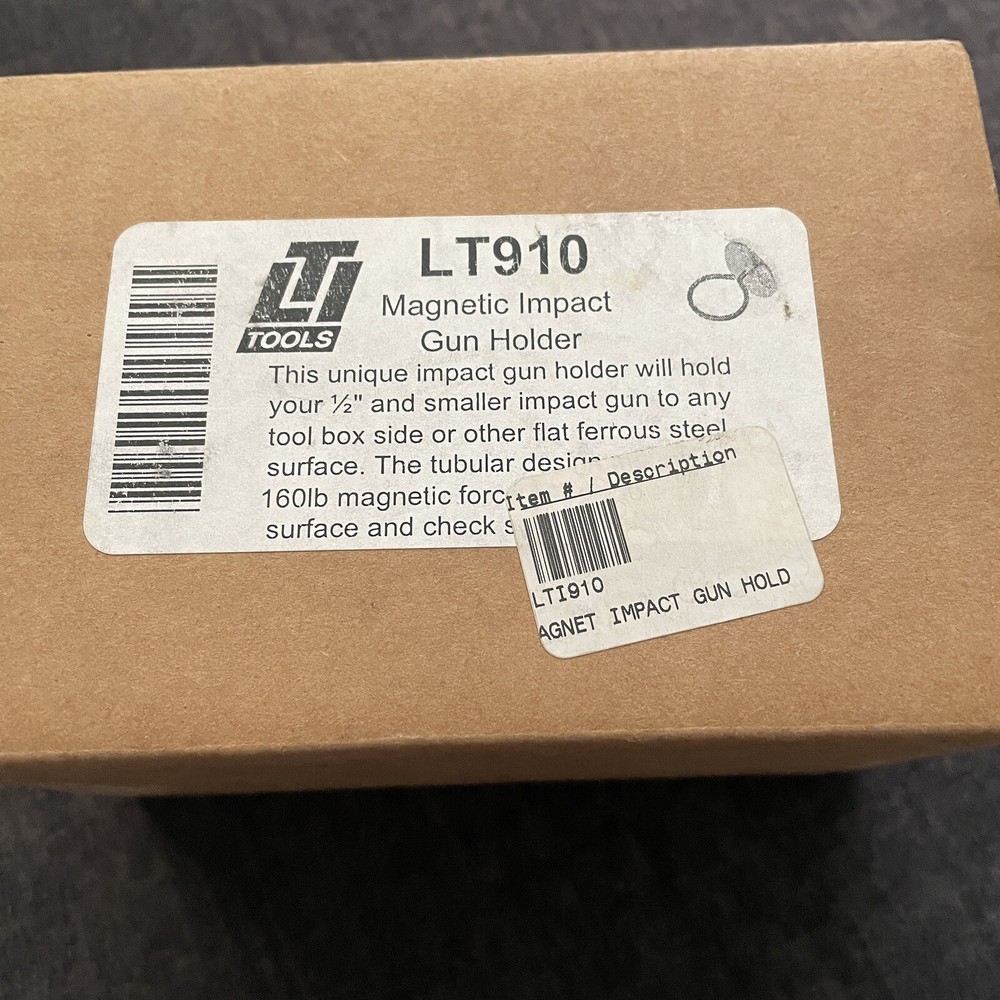 LTI
TOOLS
LT910
Magnetic Impact
Gun Holder
This unique impact gun holder will hold
your ½" and smaller impact gun to any
tool box side or other flat ferrous steel
surface. The tubular design
160lb magnetic forc
surface and check s
Item # / Description
LTI910
AGNET IMPACT GUN HOLD